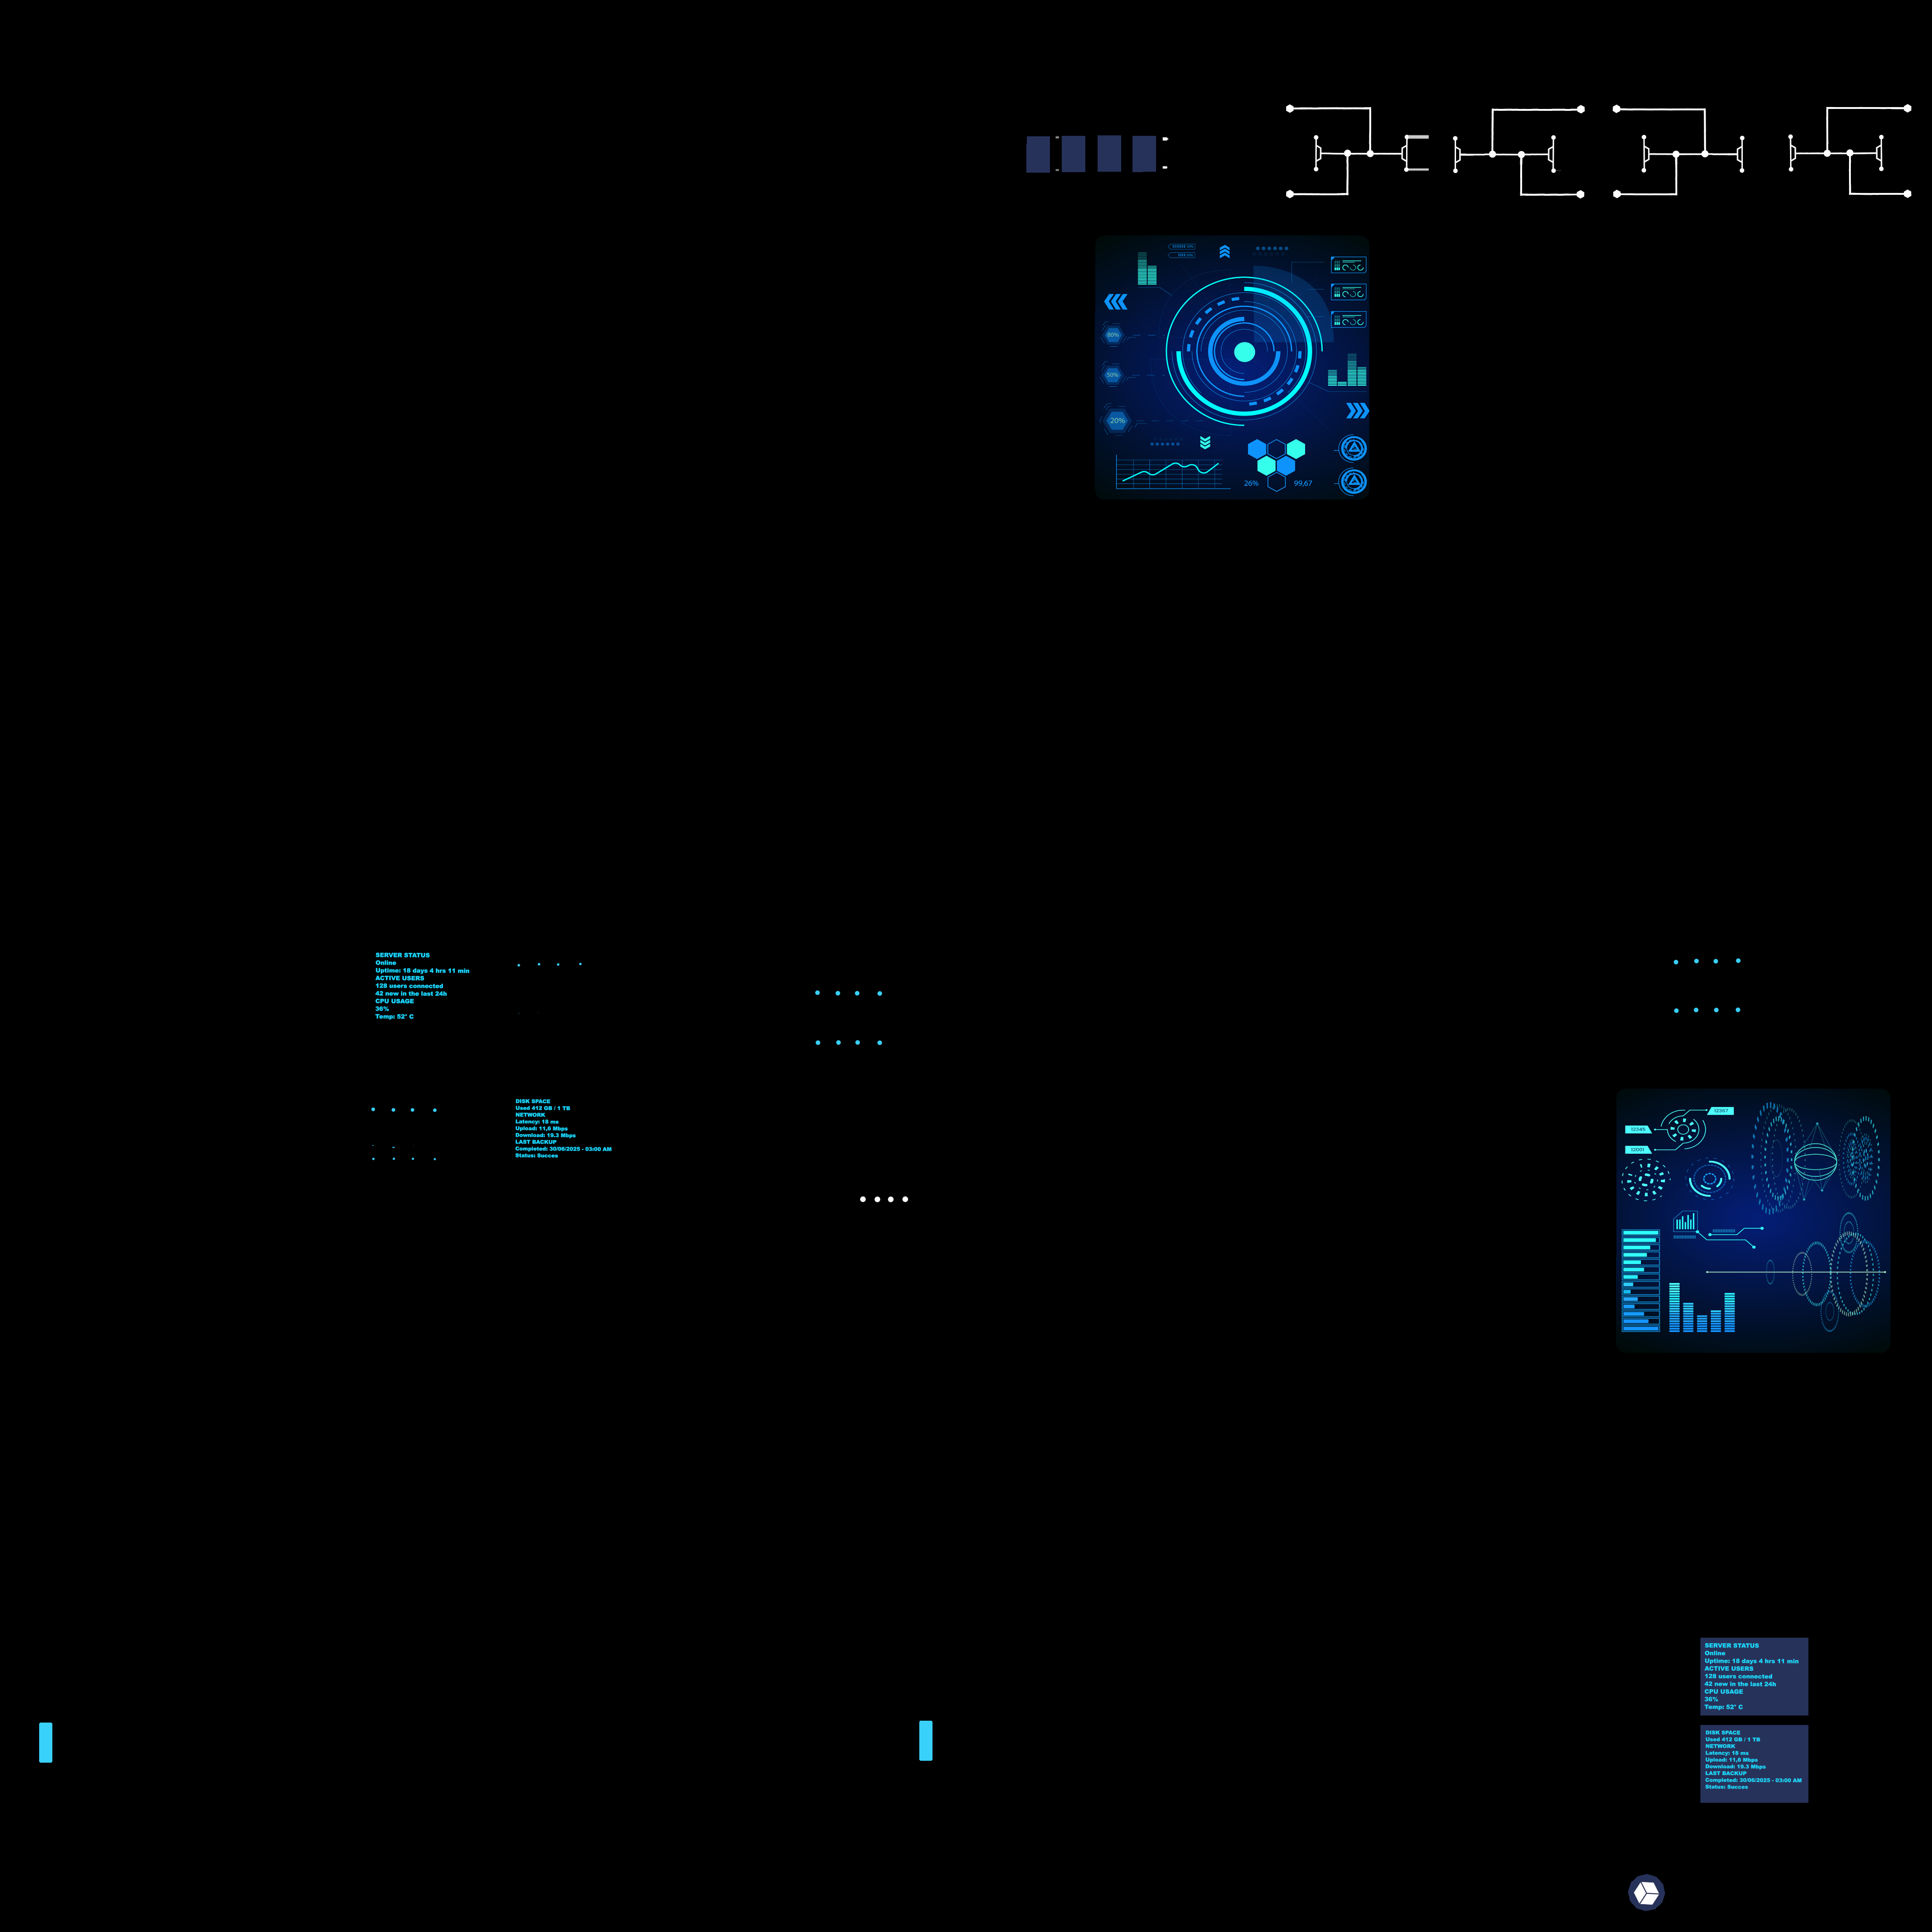 80%
50%
20%
26%
99,67
SERVER STATUS
Online
Uptime: 18 days 4 hrs 11 min
ACTIVE USERS
128 users connected
42 new in the last 24h
CPU USAGE
36%
Temp: 52° C
DISK SPACE
Used 412 GB / 1 TB
NETWORK
Latency: 18 ms
Upload: 11,6 Mbps
Download: 19.3 Mbps
LAST BACKUP
Completed: 30/06/2025 - 03:00 AM
Status: Succes
12367
12345
12001
SERVER STATUS
Online
Uptime: 18 days 4 hrs 11 min
ACTIVE USERS
128 users connected
42 new in the last 24h
CPU USAGE
36%
Temp: 52° C
DISK SPACE
Used 412 GB / 1 TB
NETWORK
Latency: 18 ms
Upload: 11,6 Mbps
Download: 19.3 Mbps
LAST BACKUP
Completed: 30/06/2025 - 03:00 AM
Status: Succes